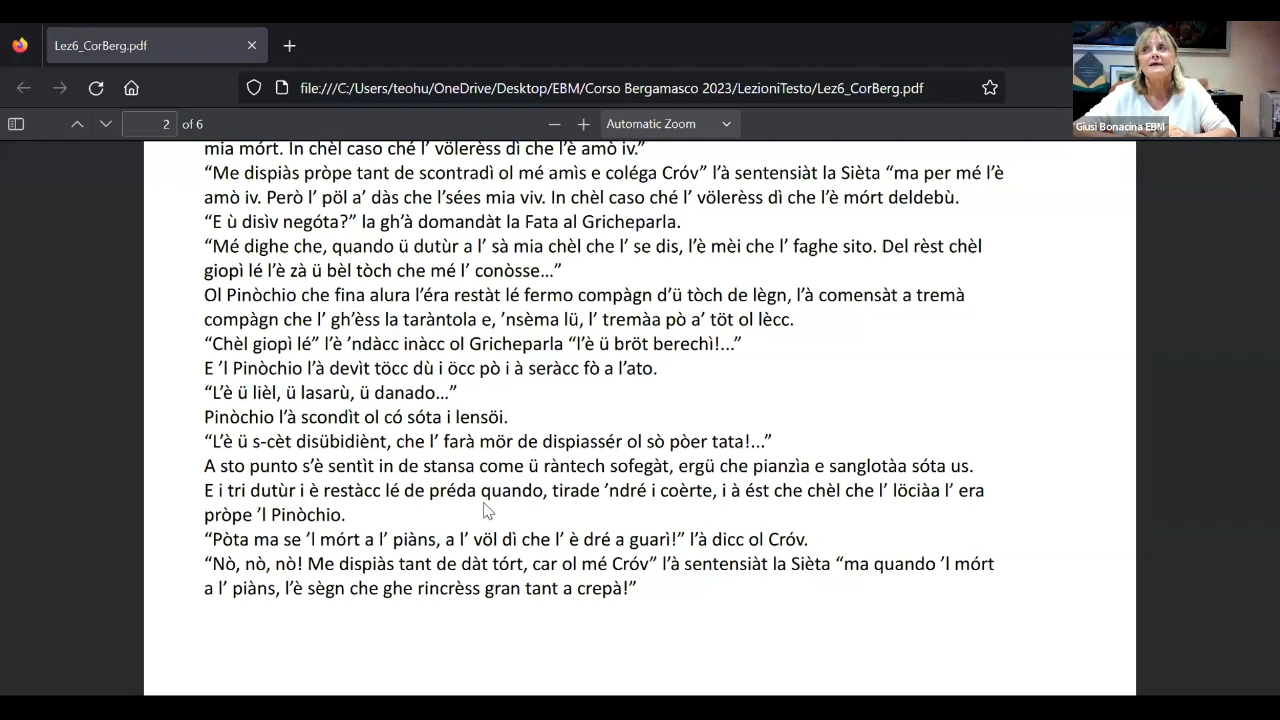 Lez6_CorBerg.pdf
file:///C:/Users/teohu/OneDrive/Desktop/EBM/Corso Bergamasco 2023/LezioniTesto/Lez6_CorBerg.pdf
Giusi Bonacina EBM
2 of 6
Automatic Zoom
mia mórt. In chèl caso ché l’ völerèss dì che l’è amò iv.”
“Me dispiàs pròpe tant de scontradì ol mé amìs e coléga Cróv” l’à sentensiàt la Sièta “ma per mé l’è
amò iv. Però l’ pöl a’ dàs che l’sées mia viv. In chèl caso ché l’ völerèss dì che l’è mórt deldebù.
“E ù disìv negóta?” la gh’à domandàt la Fata al Gricheparla.
“Mé dighe che, quando ü dutùr a l’ sà mia chèl che l’ se dis, l’è mèi che l’ faghe sito. Del rèst chèl
giopì lé l’è zà ü bèl tòch che mé l’ conòsse…”
Ol Pinòchio che fina alura l’éra restàt lé fermo compàgn d’ü tòch de lègn, l’à comensàt a tremà
compàgn che l’ gh’èss la taràntola e, ’nsèma lü, l’ tremàa pò a’ töt ol lècc.
“Chèl giopì lé” l’è ’ndàcc inàcc ol Gricheparla “l’è ü bröt berechì!...”
E ’l Pinòchio l’à devìt töcc dù i öcc pò i à seràcc fò a l’ato.
“L’è ü lièl, ü lasarù, ü danado…”
Pinòchio l’à scondìt ol có sóta i lensöi.
“L’è ü s-cèt disübidiènt, che l’ farà mör de dispiassér ol sò pòer tata!...”
A sto punto s’è sentìt in de stansa come ü ràntech sofegàt, ergü che pianzìa e sanglotàa sóta us.
E i tri dutùr i è restàcc lé de préda quando, tirade ’ndré i coèrte, i à ést che chèl che l’ löciàa l’ era
pròpe ’l Pinòchio.
“Pòta ma se ’l mórt a l’ piàns, a l’ völ dì che l’ è dré a guarì!” l’à dicc ol Cróv.
“Nò, nò, nò! Me dispiàs tant de dàt tórt, car ol mé Cróv” l’à sentensiàt la Sièta “ma quando ’l mórt
a l’ piàns, l’è sègn che ghe rincrèss gran tant a crepà!”